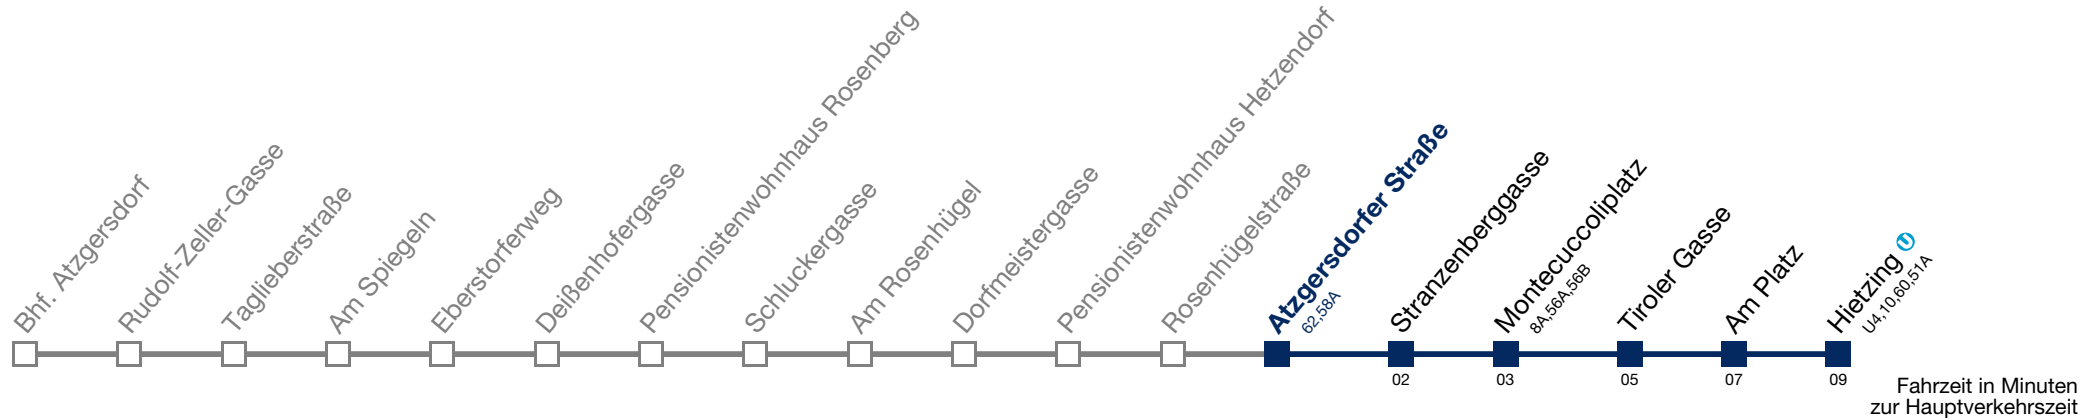 Bhf. Atzgersdorf
Rudolf-Zeller-Gasse
Taglieberstraße
Am Spiegeln
Eberstorferweg
Deißenhofergasse
Pensionistenwohnhaus Rosenberg
Schluckergasse
Am Rosenhügel
Dorfmeistergasse
Pensionistenwohnhaus Hetzendorf
Rosenhügelstraße
Atzgersdorfer Straße
62,58A
Stranzenberggasse
02
Montecuccoliplatz
8A,56A,56B
03
Tiroler Gasse
05
Am Platz
07
Hietzing U
U4,10,60,51A
09
Fahrzeit in Minuten
zur Hauptverkehrszeit